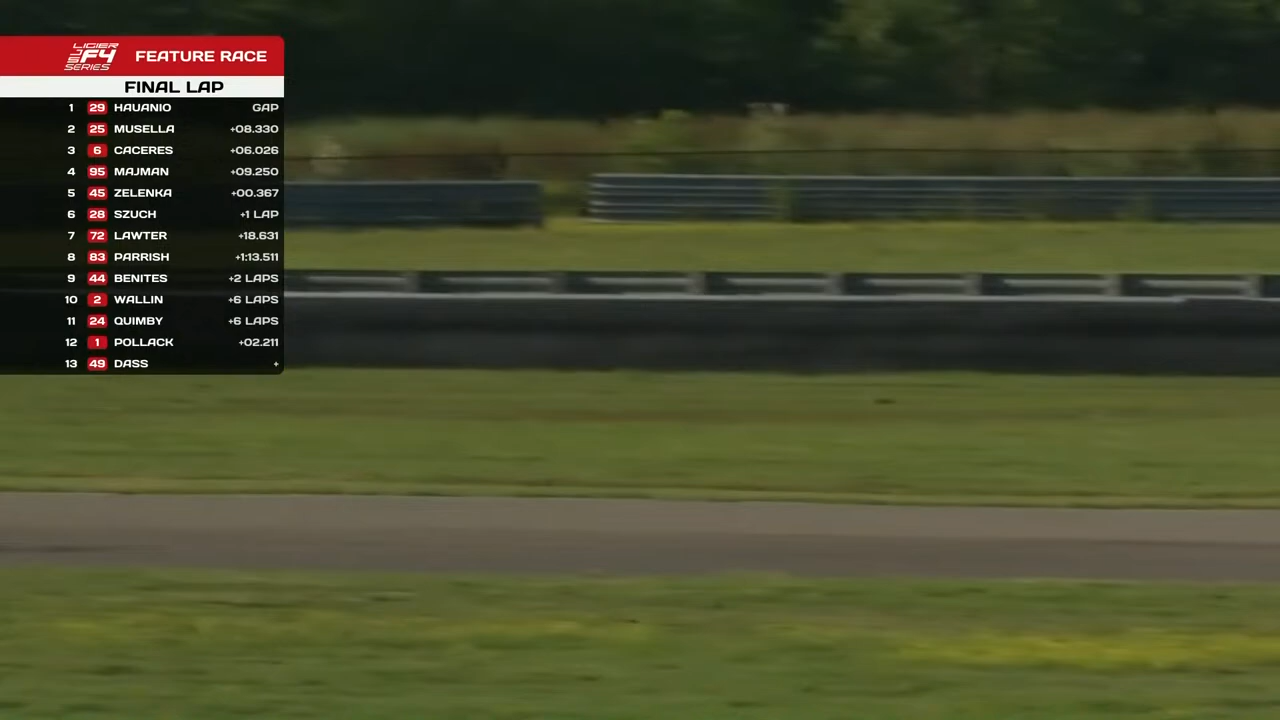 LIGIER
JS F4
SERIES
FEATURE RACE
FINAL LAP
1 29 HAVANIO GAP
2 25 MUSELLA +08.330
3 6 CACERES +06.026
4 95 MAJMAN +09.250
5 45 ZELENKA +00.367
6 28 SZUCH +1 LAP
7 72 LAWTER +18.631
8 83 PARRISH +1:13.511
9 44 BENITES +2 LAPS
10 2 WALLIN +6 LAPS
11 24 QUIMBY +6 LAPS
12 1 POLLACK +02.211
13 49 DASS +